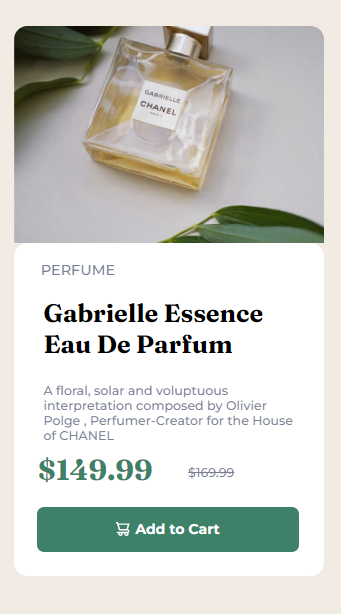 GABRIELLE
CHANEL
PARIS
PERFUME
Gabrielle Essence
Eau De Parfum
A floral, solar and voluptuous
interpretation composed by Olivier
Polge , Perfumer-Creator for the House
of CHANEL
$149.99 $169.99
Add to Cart